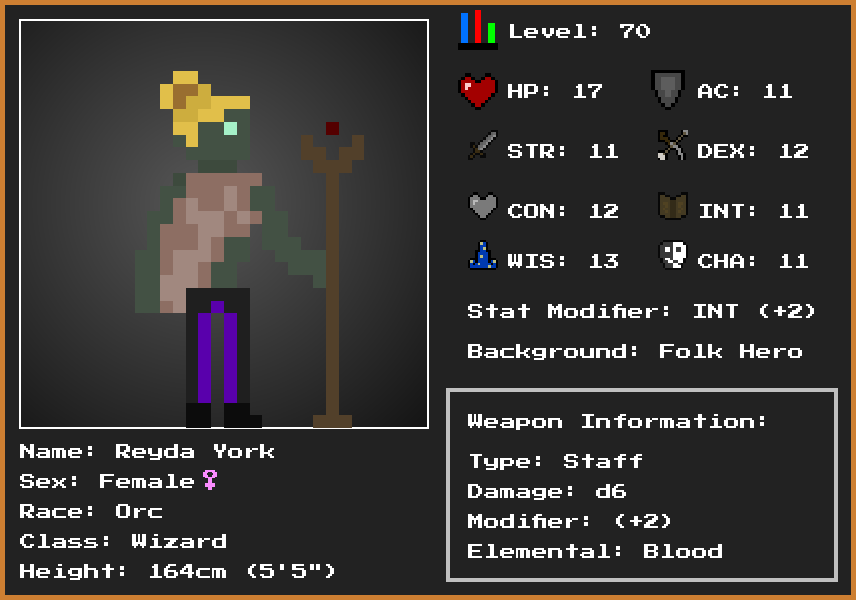 Level: 70
HP: 17 AC: 11
STR: 11 DEX: 12
CON: 12 INT: 11
WIS: 13 CHA: 11
Stat Modifier: INT (+2)
Background: Folk Hero
Weapon Information:
Type: Staff
Damage: d6
Modifier: (+2)
Elemental: Blood
Name: Reyda York
Sex: Female♀
Race: Orc
Class: Wizard
Height: 164cm (5'5")